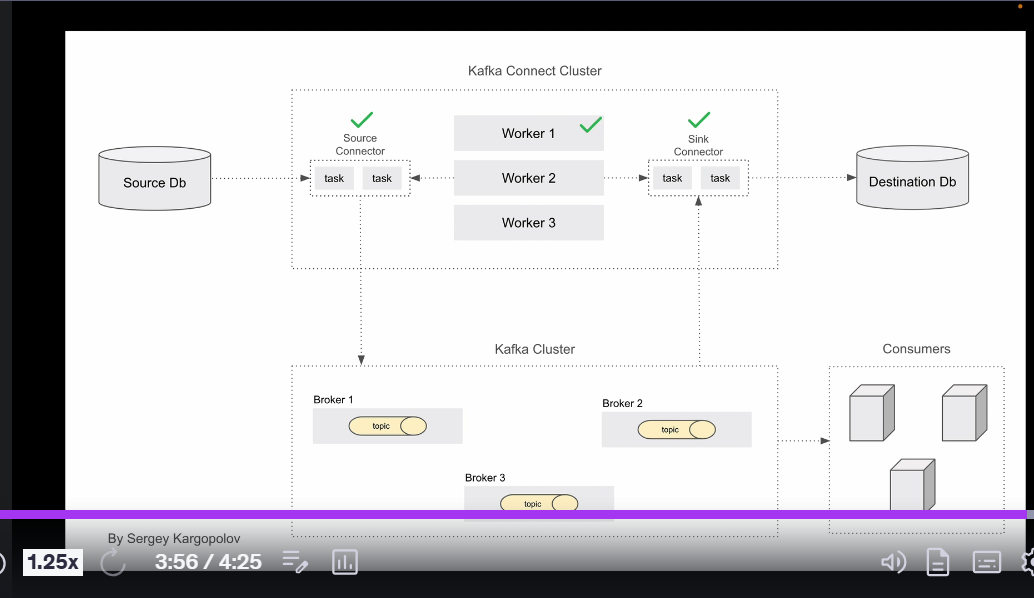 Kafka Connect Cluster
Source
Connector
task task
Worker 1
Worker 2
Worker 3
Sink
Connector
task task
Source Db
Destination Db
Kafka Cluster
Consumers
Broker 1
topic
Broker 2
topic
Broker 3
topic
By Sergey Kargopolov
1.25x
3:56 / 4:25